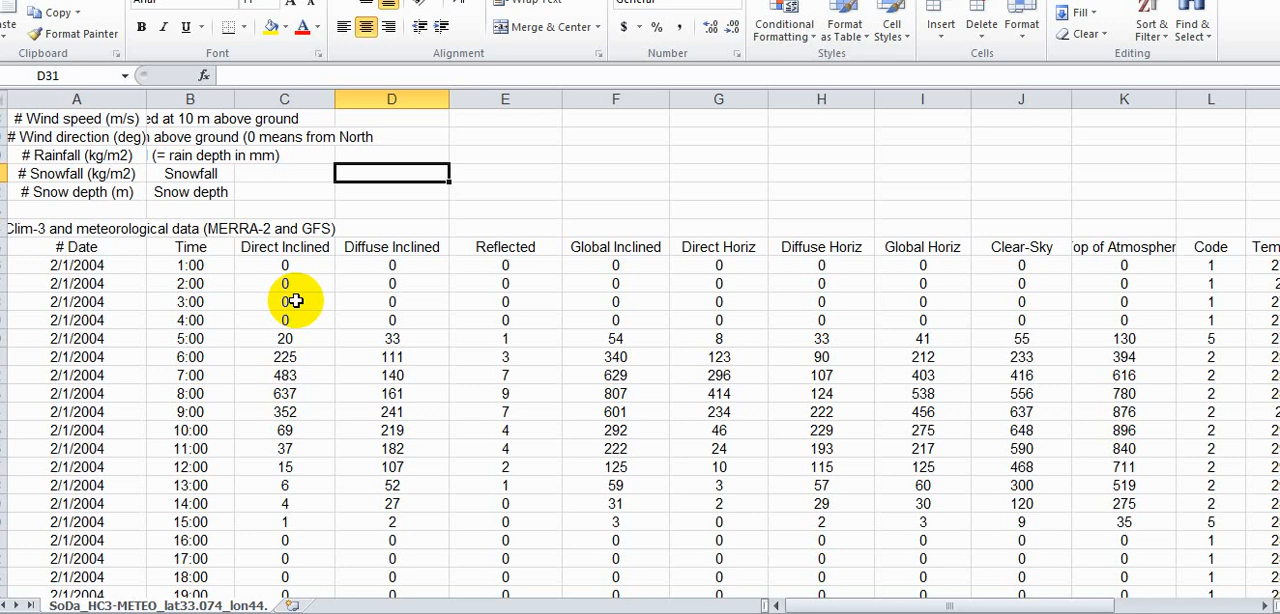 Copy General
Format Painter B I U Merge & Center $ % , Conditional Formatting Format as Table Cell Styles Insert Delete Format Fill Clear Sort & Filter Find & Select
Clipboard Font Alignment Number Styles Cells Editing
D31 fx
A B C D E F G H I J K L
# Wind speed (m/s) ed at 10 m above ground
# Wind direction (deg) above ground (0 means from North
# Rainfall (kg/m2) (= rain depth in mm)
# Snowfall (kg/m2) Snowfall
# Snow depth (m) Snow depth
Clim-3 and meteorological data (MERRA-2 and GFS)
# Date Time Direct Inclined Diffuse Inclined Reflected Global Inclined Direct Horiz Diffuse Horiz Global Horiz Clear-Sky op of Atmospher Code Tem
2/1/2004 1:00 0 0 0 0 0 0 0 0 0 1
2/1/2004 2:00 0 0 0 0 0 0 0 0 0 1
2/1/2004 3:00 0 0 0 0 0 0 0 0 0 1
2/1/2004 4:00 0 0 0 0 0 0 0 0 0 1
2/1/2004 5:00 20 33 1 54 8 33 41 55 130 5
2/1/2004 6:00 225 111 3 340 123 90 212 233 394 2
2/1/2004 7:00 483 140 7 629 296 107 403 416 616 2
2/1/2004 8:00 637 161 9 807 414 124 538 556 780 2
2/1/2004 9:00 352 241 7 601 234 222 456 637 876 2
2/1/2004 10:00 69 219 4 292 46 229 275 648 896 2
2/1/2004 11:00 37 182 4 222 24 193 217 590 840 2
2/1/2004 12:00 15 107 2 125 10 115 125 468 711 2
2/1/2004 13:00 6 52 1 59 3 57 60 300 519 2
2/1/2004 14:00 4 27 0 31 2 29 30 120 275 2
2/1/2004 15:00 1 2 0 3 0 2 3 9 35 5
2/1/2004 16:00 0 0 0 0 0 0 0 0 0 1
2/1/2004 17:00 0 0 0 0 0 0 0 0 0 1
2/1/2004 18:00 0 0 0 0 0 0 0 0 0 1
2/1/2004 19:00 0 0 0 0 0 0 0 0 0 1
SoDa_HC3-METEO_lat33.074_lon44.